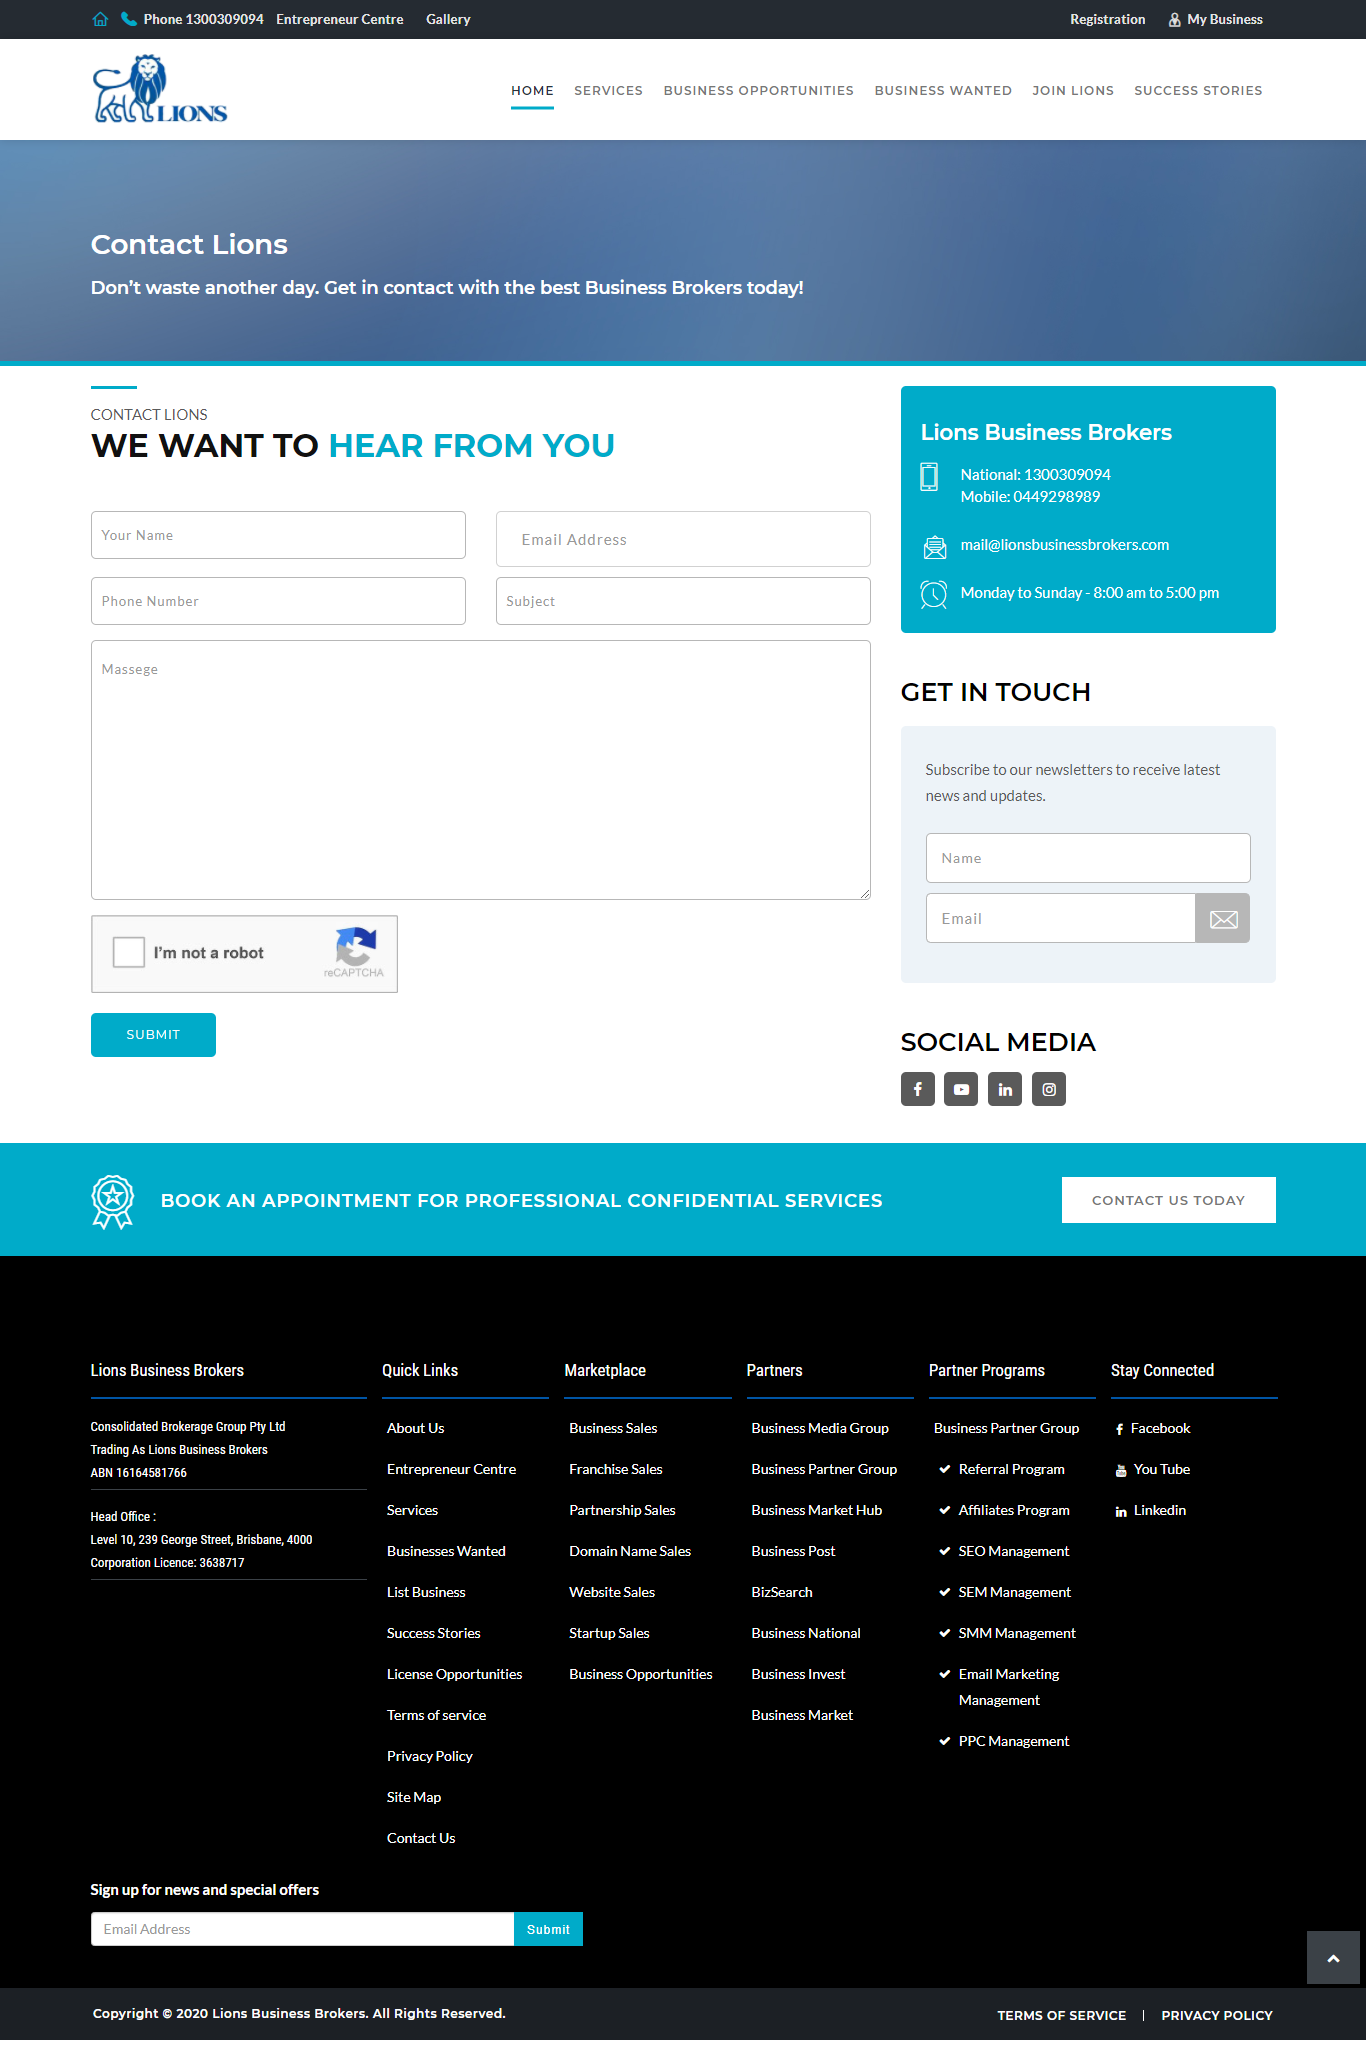 Phone 1300309094 Entrepreneur Centre Gallery Registration My Business
LIONS
HOME SERVICES BUSINESS OPPORTUNITIES BUSINESS WANTED JOIN LIONS SUCCESS STORIES
Contact Lions
Don't waste another day. Get in contact with the best Business Brokers today!
CONTACT LIONS
WE WANT TO HEAR FROM YOU
Your Name
Email Address
Phone Number
Subject
Massege
I'm not a robot
reCAPTCHA
SUBMIT
Lions Business Brokers
National: 1300309094
Mobile: 0449298989
mail@lionsbusinessbrokers.com
Monday to Sunday - 8:00 am to 5:00 pm
GET IN TOUCH
Subscribe to our newsletters to receive latest
news and updates.
Name
Email
SOCIAL MEDIA
BOOK AN APPOINTMENT FOR PROFESSIONAL CONFIDENTIAL SERVICES
CONTACT US TODAY
Lions Business Brokers
Consolidated Brokerage Group Pty Ltd
Trading As Lions Business Brokers
ABN 16164581766
Head Office :
Level 10, 239 George Street, Brisbane, 4000
Corporation Licence: 3638717
Quick Links
About Us
Entrepreneur Centre
Services
Businesses Wanted
List Business
Success Stories
License Opportunities
Terms of service
Privacy Policy
Site Map
Contact Us
Marketplace
Business Sales
Franchise Sales
Partnership Sales
Domain Name Sales
Website Sales
Startup Sales
Business Opportunities
Partners
Business Media Group
Business Partner Group
Business Market Hub
Business Post
BizSearch
Business National
Business Invest
Business Market
Partner Programs
Business Partner Group
Referral Program
Affiliates Program
SEO Management
SEM Management
SMM Management
Email Marketing
Management
PPC Management
Stay Connected
Facebook
You Tube
Linkedin
Sign up for news and special offers
Email Address
Submit
Copyright © 2020 Lions Business Brokers. All Rights Reserved.
TERMS OF SERVICE | PRIVACY POLICY